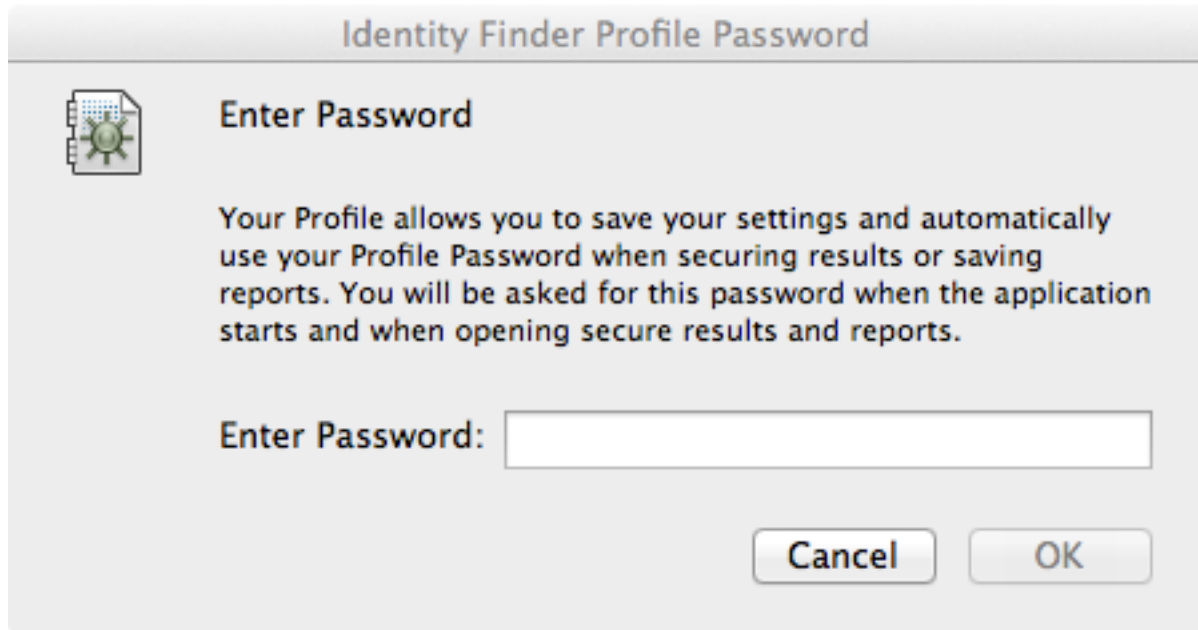 Identity Finder Profile Password
Enter Password
Your Profile allows you to save your settings and automatically
use your Profile Password when securing results or saving
reports. You will be asked for this password when the application
starts and when opening secure results and reports.
Enter Password:
Cancel OK